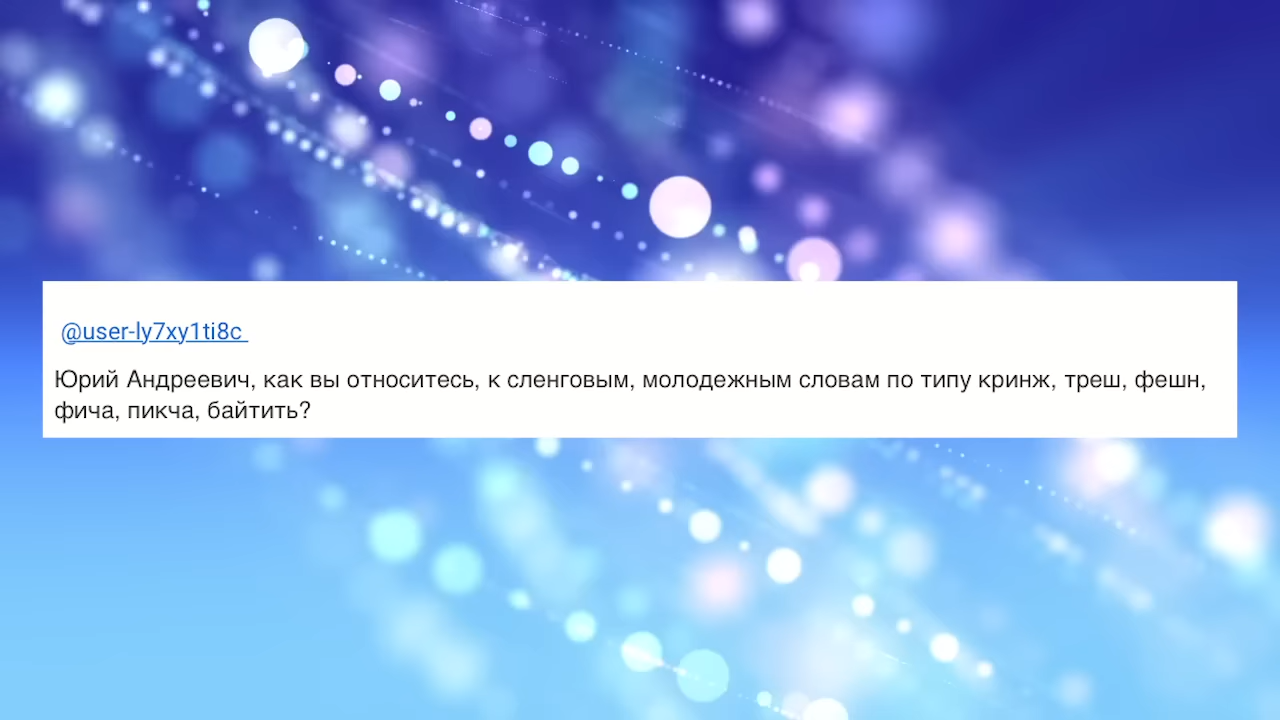 @user-ly7xy1ti8c
Юрий Андреевич, как вы относитесь, к сленговым, молодежным словам по типу кринж, треш, фешн,
фича, пикча, байтить?